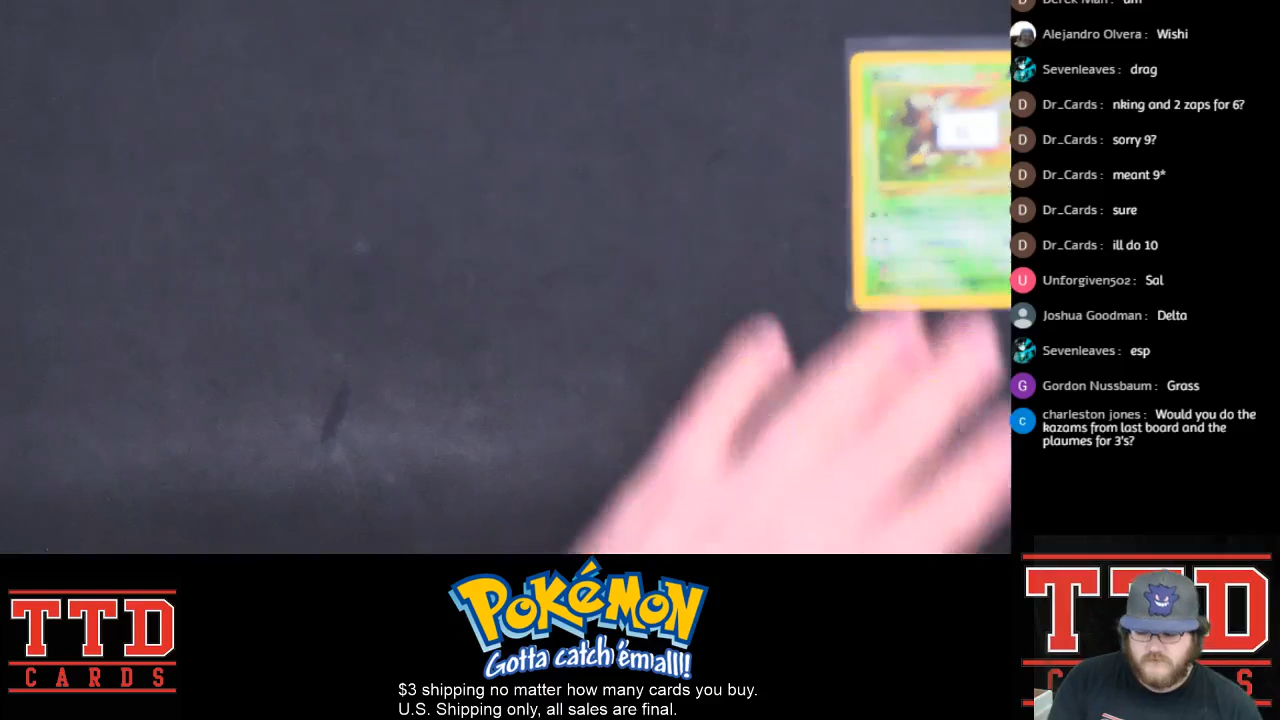 Alejandro Olvera : Wishi
Sevenleaves : drag
Dr_Cards : nking and 2 zaps for 6?
Dr_Cards : sorry 9?
Dr_Cards : meant 9*
Dr_Cards : sure
Dr_Cards : ill do 10
U
Unforgiven502 : Sal
Joshua Goodman : Delta
Sevenleaves : esp
G
Gordon Nussbaum : Grass
c
charleston jones : Would you do the
kazams from last board and the
plaumes for 3's?
TTD
CARDS
POKéMON
Gotta catch 'em all!!
$3 shipping no matter how many cards you buy.
U.S. Shipping only, all sales are final.
TTD